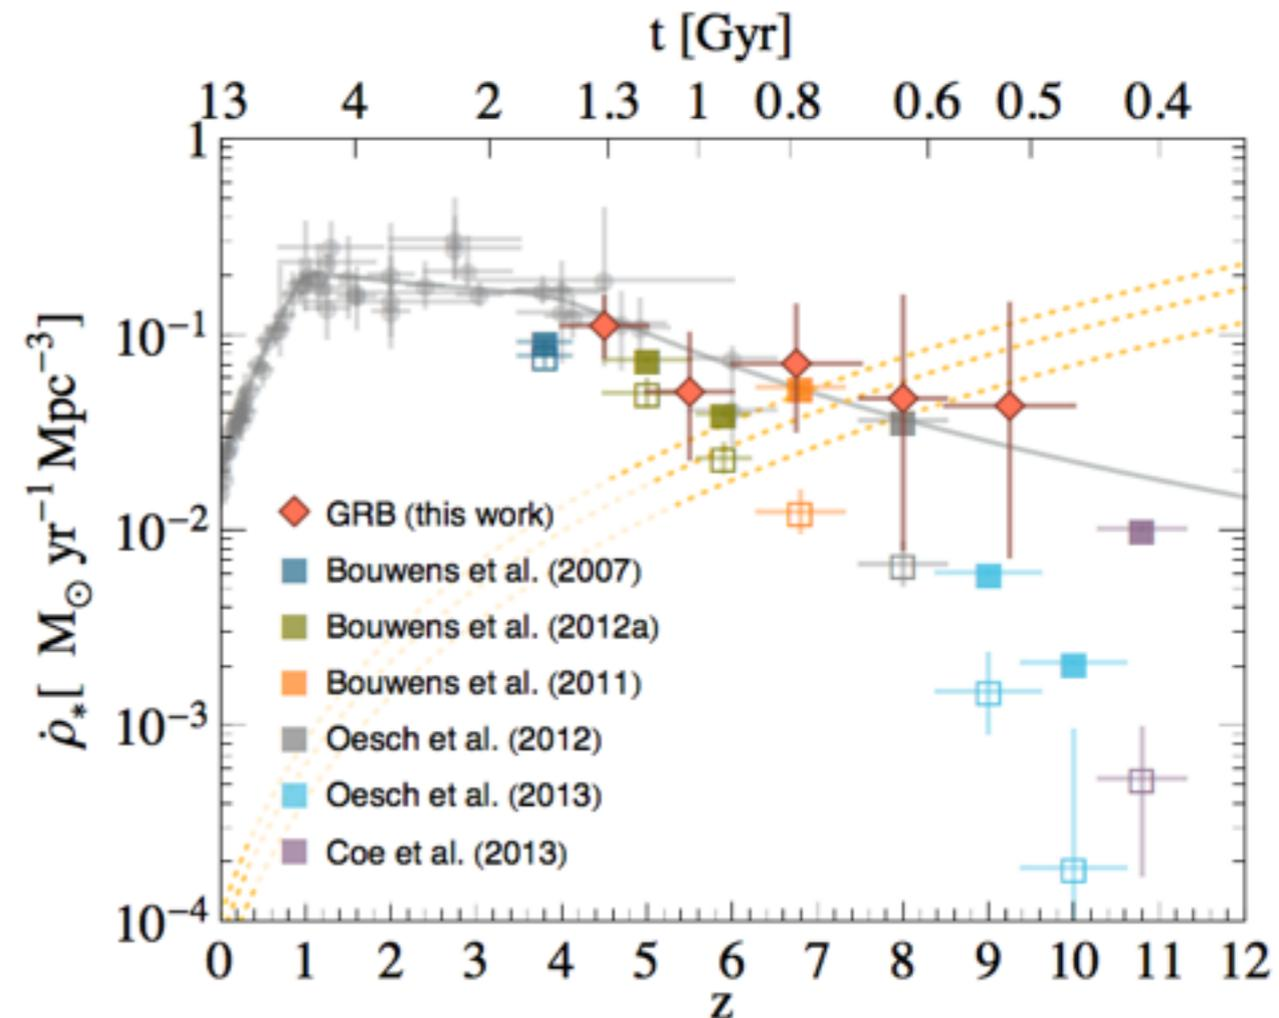 t [Gyr]
13 4 2 1.3 1 0.8 0.6 0.5 0.4
1
10⁻¹
10⁻²
10⁻³
10⁻⁴
ρ̇* [ M⊙ yr⁻¹ Mpc⁻³]
GRB (this work)
Bouwens et al. (2007)
Bouwens et al. (2012a)
Bouwens et al. (2011)
Oesch et al. (2012)
Oesch et al. (2013)
Coe et al. (2013)
0 1 2 3 4 5 6 7 8 9 10 11 12
z